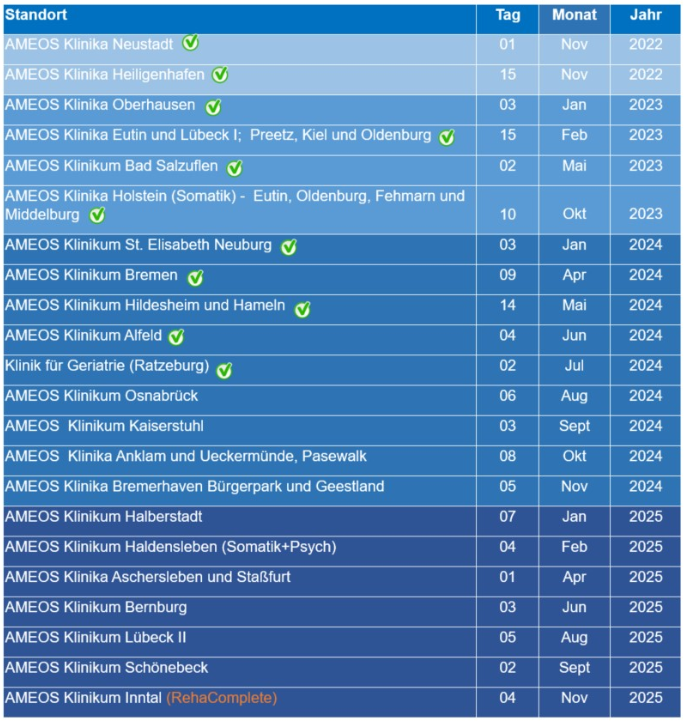 Standort Tag Monat Jahr
AMEOS Klinika Neustadt 01 Nov 2022
AMEOS Klinika Heiligenhafen 15 Nov 2022
AMEOS Klinika Oberhausen 03 Jan 2023
AMEOS Klinika Eutin und Lübeck I; Preetz, Kiel und Oldenburg 15 Feb 2023
AMEOS Klinikum Bad Salzuflen 02 Mai 2023
AMEOS Klinika Holstein (Somatik) - Eutin, Oldenburg, Fehmarn und
Middelburg 10 Okt 2023
AMEOS Klinikum St. Elisabeth Neuburg 03 Jan 2024
AMEOS Klinikum Bremen 09 Apr 2024
AMEOS Klinikum Hildesheim und Hameln 14 Mai 2024
AMEOS Klinikum Alfeld 04 Jun 2024
Klinik für Geriatrie (Ratzeburg) 02 Jul 2024
AMEOS Klinikum Osnabrück 06 Aug 2024
AMEOS Klinikum Kaiserstuhl 03 Sept 2024
AMEOS Klinika Anklam und Ueckermünde, Pasewalk 08 Okt 2024
AMEOS Klinika Bremerhaven Bürgerpark und Geestland 05 Nov 2024
AMEOS Klinikum Halberstadt 07 Jan 2025
AMEOS Klinikum Haldensleben (Somatik+Psych) 04 Feb 2025
AMEOS Klinika Aschersleben und Staßfurt 01 Apr 2025
AMEOS Klinikum Bernburg 03 Jun 2025
AMEOS Klinikum Lübeck II 05 Aug 2025
AMEOS Klinikum Schönebeck 02 Sept 2025
AMEOS Klinikum Inntal (RehaComplete) 04 Nov 2025